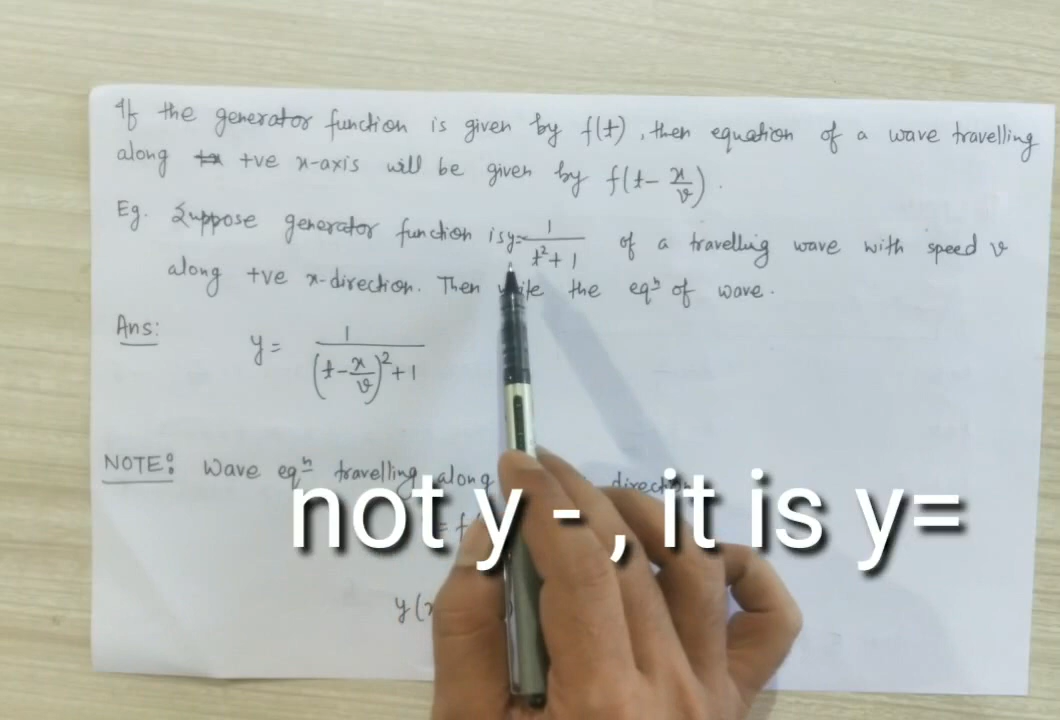 If the generator function is given by f(t), then equation of a wave travelling
along +ve x-axis will be given by f(t - x/v).
Eg. Suppose generator function is y= 1/(t²+1) of a travellig wave with speed v
along +ve x-direction. Then write the eqⁿ of wave.
Ans:
y = 1/((t - x/v)² + 1)
NOTE: Wave eqⁿ travelling along direction
= f(
y(x
not y - , it is y=